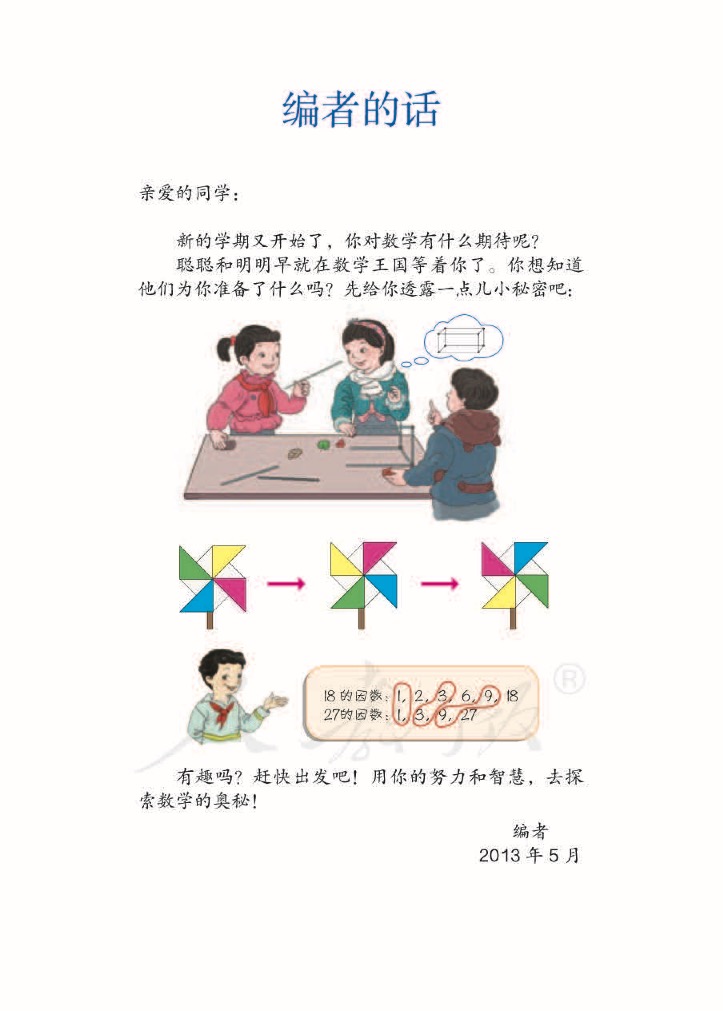 编者的话
亲爱的同学：
新的学期又开始了，你对数学有什么期待呢？
聪聪和明明早就在数学王国等着你了。你想知道
他们为你准备了什么吗？先给你透露一点儿小秘密吧：
18的因数：1，2，3，6，9，18
27的因数：1，3，9，27
®
有趣吗？赶快出发吧！用你的努力和智慧，去探
索数学的奥秘！
编者
2013年5月